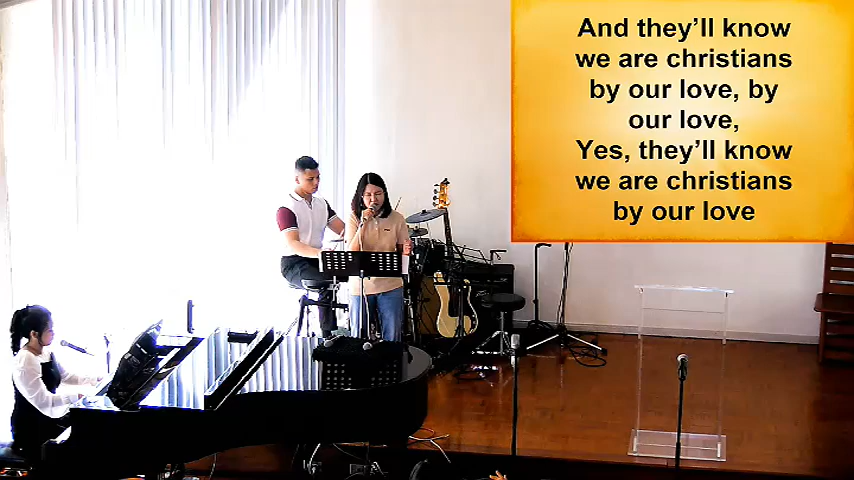 And they’ll know
we are christians
by our love, by
our love,
Yes, they’ll know
we are christians
by our love